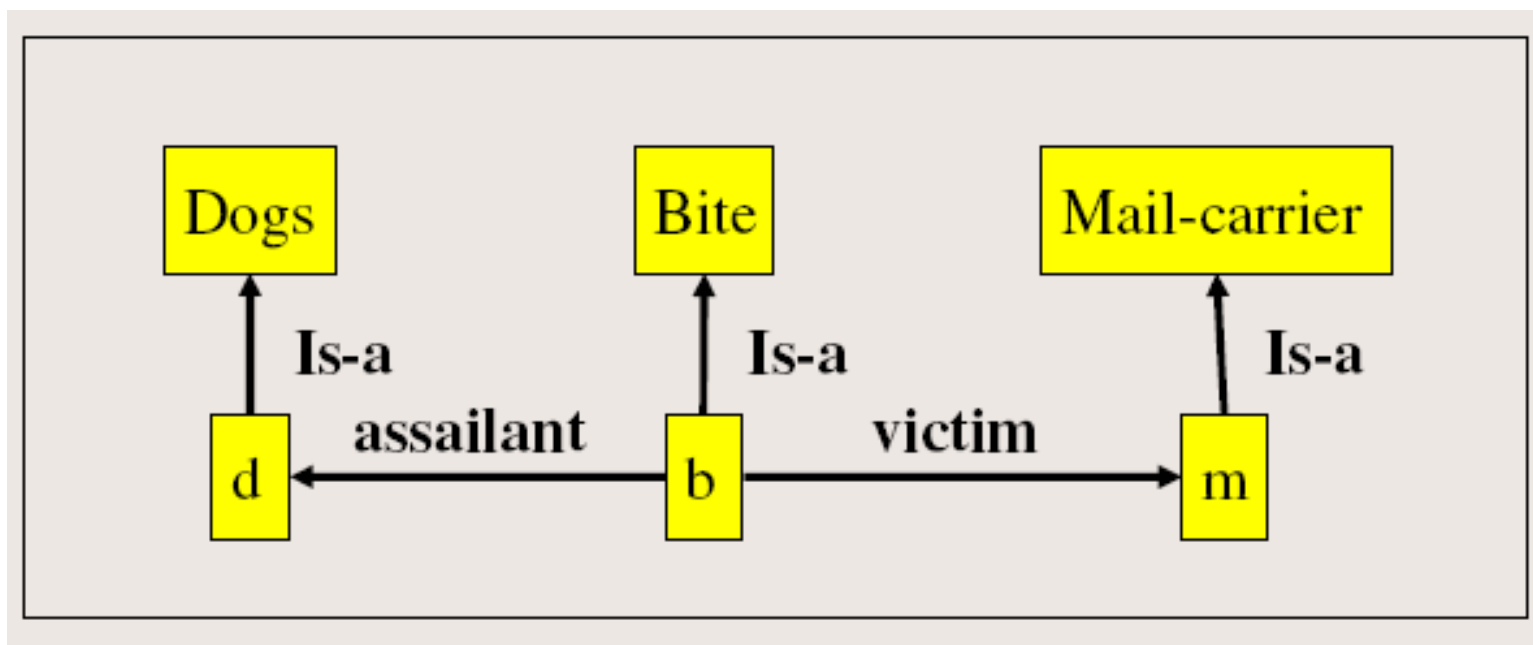 Dogs Bite Mail-carrier
Is-a Is-a Is-a
assailant victim
d b m